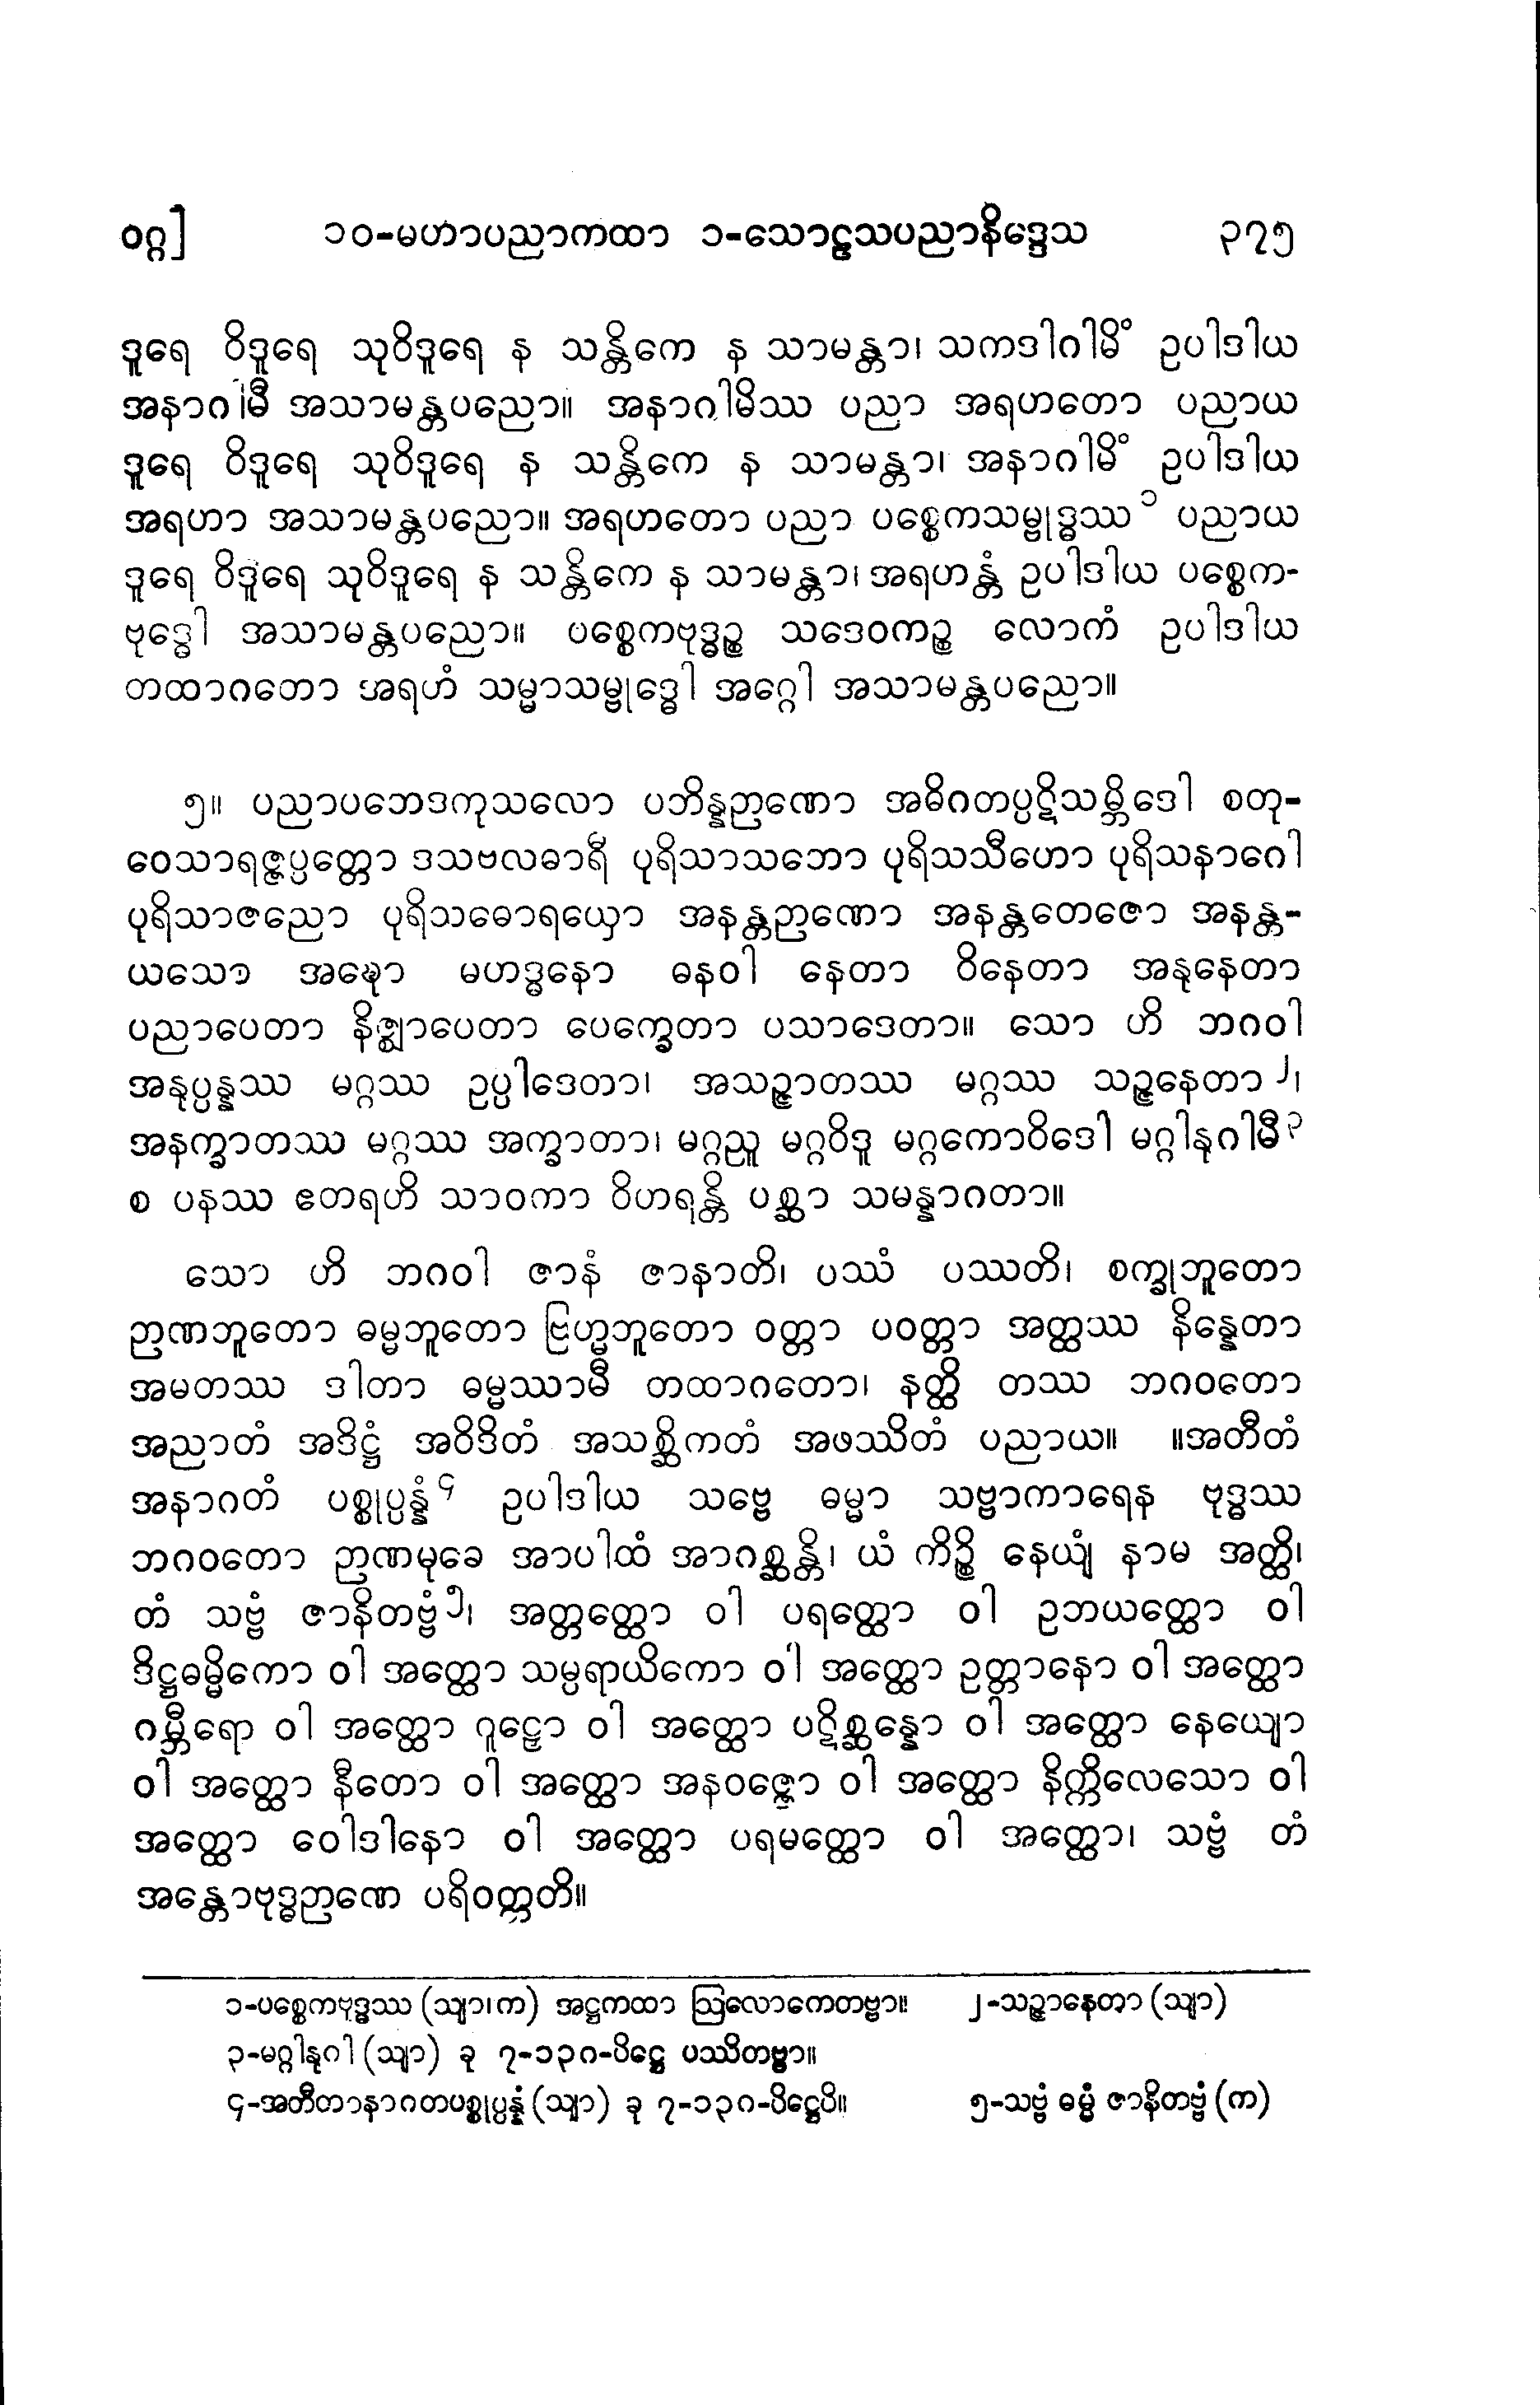 ဝဂ္ဂ] ၁၀-မဟာပညာကထာ ၁-သောဠသပညာနိဒ္ဒေသ ၃၇၅
ဒူရေ ဝိဒူရေ သုဝိဒူရေ န သန္တိကေ န သာမန္တာ၊ သကဒါဂါမိံ ဥပါဒါယ
အနာဂါမီ အသာမန္တပညော။ အနာဂါမိဿ ပညာ အရဟတော ပညာယ
ဒူရေ ဝိဒူရေ သုဝိဒူရေ န သန္တိကေ န သာမန္တာ၊ အနာဂါမိံ ဥပါဒါယ
အရဟာ အသာမန္တပညော။ အရဟတော ပညာ ပစ္စေကသမ္ဗုဒ္ဓဿ ၁ ပညာယ
ဒူရေ ဝိဒူရေ သုဝိဒူရေ န သန္တိကေ န သာမန္တာ၊ အရဟန္တံ ဥပါဒါယ ပစ္စေက-
ဗုဒ္ဓေါ အသာမန္တပညော။ ပစ္စေကဗုဒ္ဓဉ္စ သဒေဝကဉ္စ လောကံ ဥပါဒါယ
တထာဂတော အရဟံ သမ္မာသမ္ဗုဒ္ဓေါ အဂ္ဂေါ အသာမန္တပညော။
၅။ ပညာပဘေဒကုသလော ပဘိန္နဉာဏော အဓိဂတပ္ပဋိသမ္ဘိဒေါ စတု-
ဝေသာရဇ္ဇပ္ပတ္တော ဒသဗလဓာရီ ပုရိသာသဘော ပုရိသသီဟော ပုရိသနာဂေါ
ပုရိသာဇညော ပုရိသဓောရယှော အနန္တဉာဏော အနန္တတေဇော အနန္တ-
ယသော အဍ္ဎော မဟဒ္ဓနော ဓနဝါ နေတာ ဝိနေတာ အနုနေတာ
ပညာပေတာ နိဇ္ဈာပေတာ ပေက္ခေတာ ပသာဒေတာ။ သော ဟိ ဘဂဝါ
အနုပ္ပန္နဿ မဂ္ဂဿ ဥပ္ပါဒေတာ၊ အသဉ္ဇာတဿ မဂ္ဂဿ သဉ္ဇနေတာ ၂၊
အနက္ခာတဿ မဂ္ဂဿ အက္ခာတာ၊ မဂ္ဂညူ မဂ္ဂဝိဒူ မဂ္ဂကောဝိဒေါ မဂ္ဂါနုဂါမီ ၃
စ ပနဿ ဧတရဟိ သာဝကာ ဝိဟရန္တိ ပစ္ဆာ သမန္နာဂတာ။
သော ဟိ ဘဂဝါ ဇာနံ ဇာနာတိ၊ ပဿံ ပဿတိ၊ စက္ခုဘူတော
ဉာဏဘူတော ဓမ္မဘူတော ဗြဟ္မဘူတော ဝတ္တာ ပဝတ္တာ အတ္ထဿ နိန္နေတာ
အမတဿ ဒါတာ ဓမ္မဿာမီ တထာဂတော၊ နတ္ထိ တဿ ဘဂဝတော
အညာတံ အဒိဋ္ဌံ အဝိဒိတံ အသစ္ဆိကတံ အဖဿိတံ ပညာယ။ ။အတီတံ
အနာဂတံ ပစ္စုပ္ပန္နံ ၄ ဥပါဒါယ သဗ္ဗေ ဓမ္မာ သဗ္ဗာကာရေန ဗုဒ္ဓဿ
ဘဂဝတော ဉာဏမုခေ အာပါထံ အာဂစ္ဆန္တိ၊ ယံ ကိဉ္စိ နေယျံ နာမ အတ္ထိ၊
တံ သဗ္ဗံ ဇာနိတဗ္ဗံ ၅၊ အတ္တတ္ထော ဝါ ပရတ္ထော ဝါ ဥဘယတ္ထော ဝါ
ဒိဋ္ဌဓမ္မိကော ဝါ အတ္ထော သမ္ပရာယိကော ဝါ အတ္ထော ဥတ္တာနော ဝါ အတ္ထော
ဂမ္ဘီရော ဝါ အတ္ထော ဂူဠှော ဝါ အတ္ထော ပဋိစ္ဆန္နော ဝါ အတ္ထော နေယျော
ဝါ အတ္ထော နီတော ဝါ အတ္ထော အနဝဇ္ဇော ဝါ အတ္ထော နိက္ကိလေသော ဝါ
အတ္ထော ဝေါဒါနော ဝါ အတ္ထော ပရမတ္ထော ဝါ အတ္ထော၊ သဗ္ဗံ တံ
အန္တောဗုဒ္ဓဉာဏေ ပရိဝတ္တတိ။
၁-ပစ္စေကဗုဒ္ဓဿ (သျာ၊က) အဋ္ဌကထာ ဩလောကေတဗ္ဗာ။ ၂-သဉ္ဇာနေတာ (သျာ)
၃-မဂ္ဂါနုဂါ (သျာ) ခု ၇-၁၃၈-ပိဋ္ဌေ ပဿိတဗ္ဗာ။
၄-အတီတာနာဂတပစ္စုပ္ပန္နံ (သျာ) ခု ၇-၁၃၈-ပိဋ္ဌေပိ။ ၅-သဗ္ဗံ ဓမ္မံ ဇာနိတဗ္ဗံ (က)